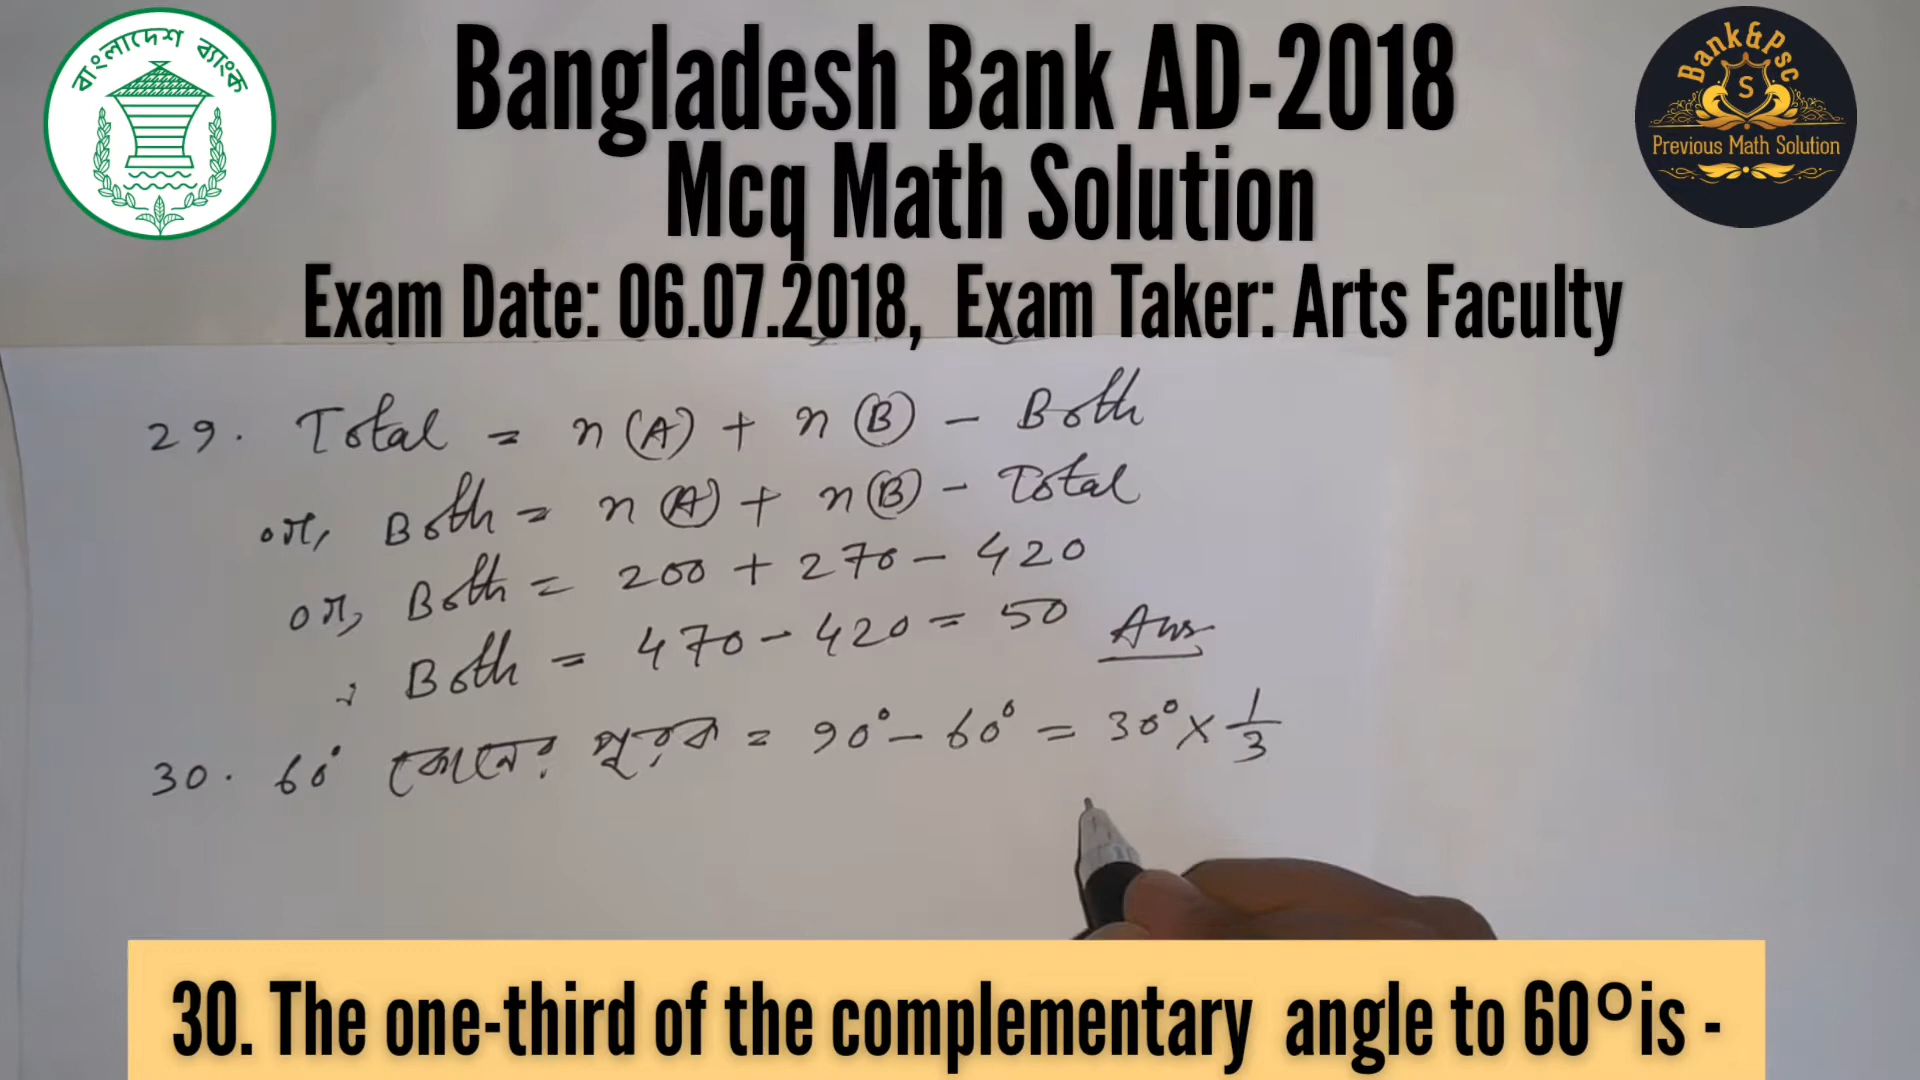 বাংলাদেশ ব্যাংক
Bangladesh Bank AD-2018
Mcq Math Solution
Exam Date: 06.07.2018, Exam Taker: Arts Faculty
Bank&Psc
S
Previous Math Solution
29. Total = n(A) + n(B) - Both
or, Both = n(A) + n(B) - Total
or, Both = 200 + 270 - 420
∴ Both = 470 - 420 = 50 Ans
30. 60° কোনের পূরক = 90° - 60° = 30° × 1/3
30. The one-third of the complementary angle to 60° is -